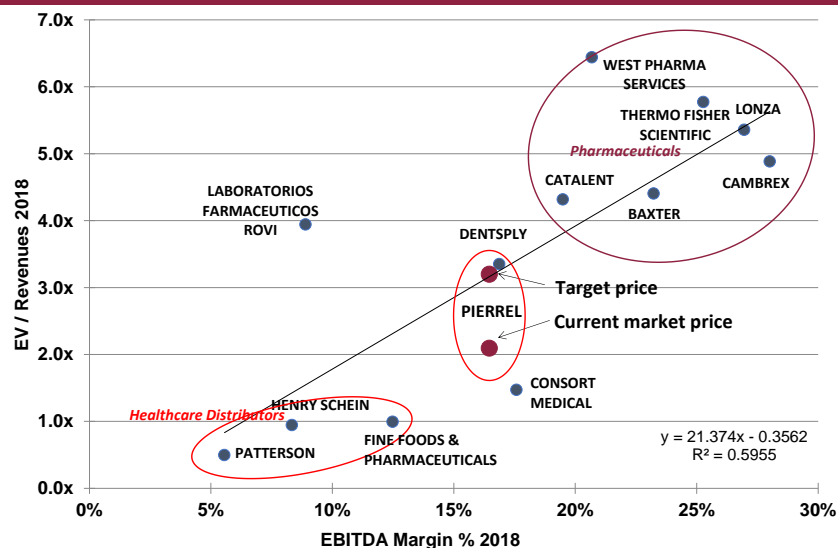 7.0x
6.0x
5.0x
4.0x
3.0x
2.0x
1.0x
0.0x
EV / Revenues 2018
WEST PHARMA
SERVICES
THERMO FISHER
SCIENTIFIC
LONZA
Pharmaceuticals
CATALENT
CAMBREX
BAXTER
LABORATORIOS
FARMACEUTICOS
ROVI
DENTSPLY
Target price
PIERREL
Current market price
CONSORT
MEDICAL
Healthcare Distributors
HENRY SCHEIN
PATTERSON
FINE FOODS &
PHARMACEUTICALS
y = 21.374x - 0.3562
R² = 0.5955
0%
5%
10%
15%
20%
25%
30%
EBITDA Margin % 2018